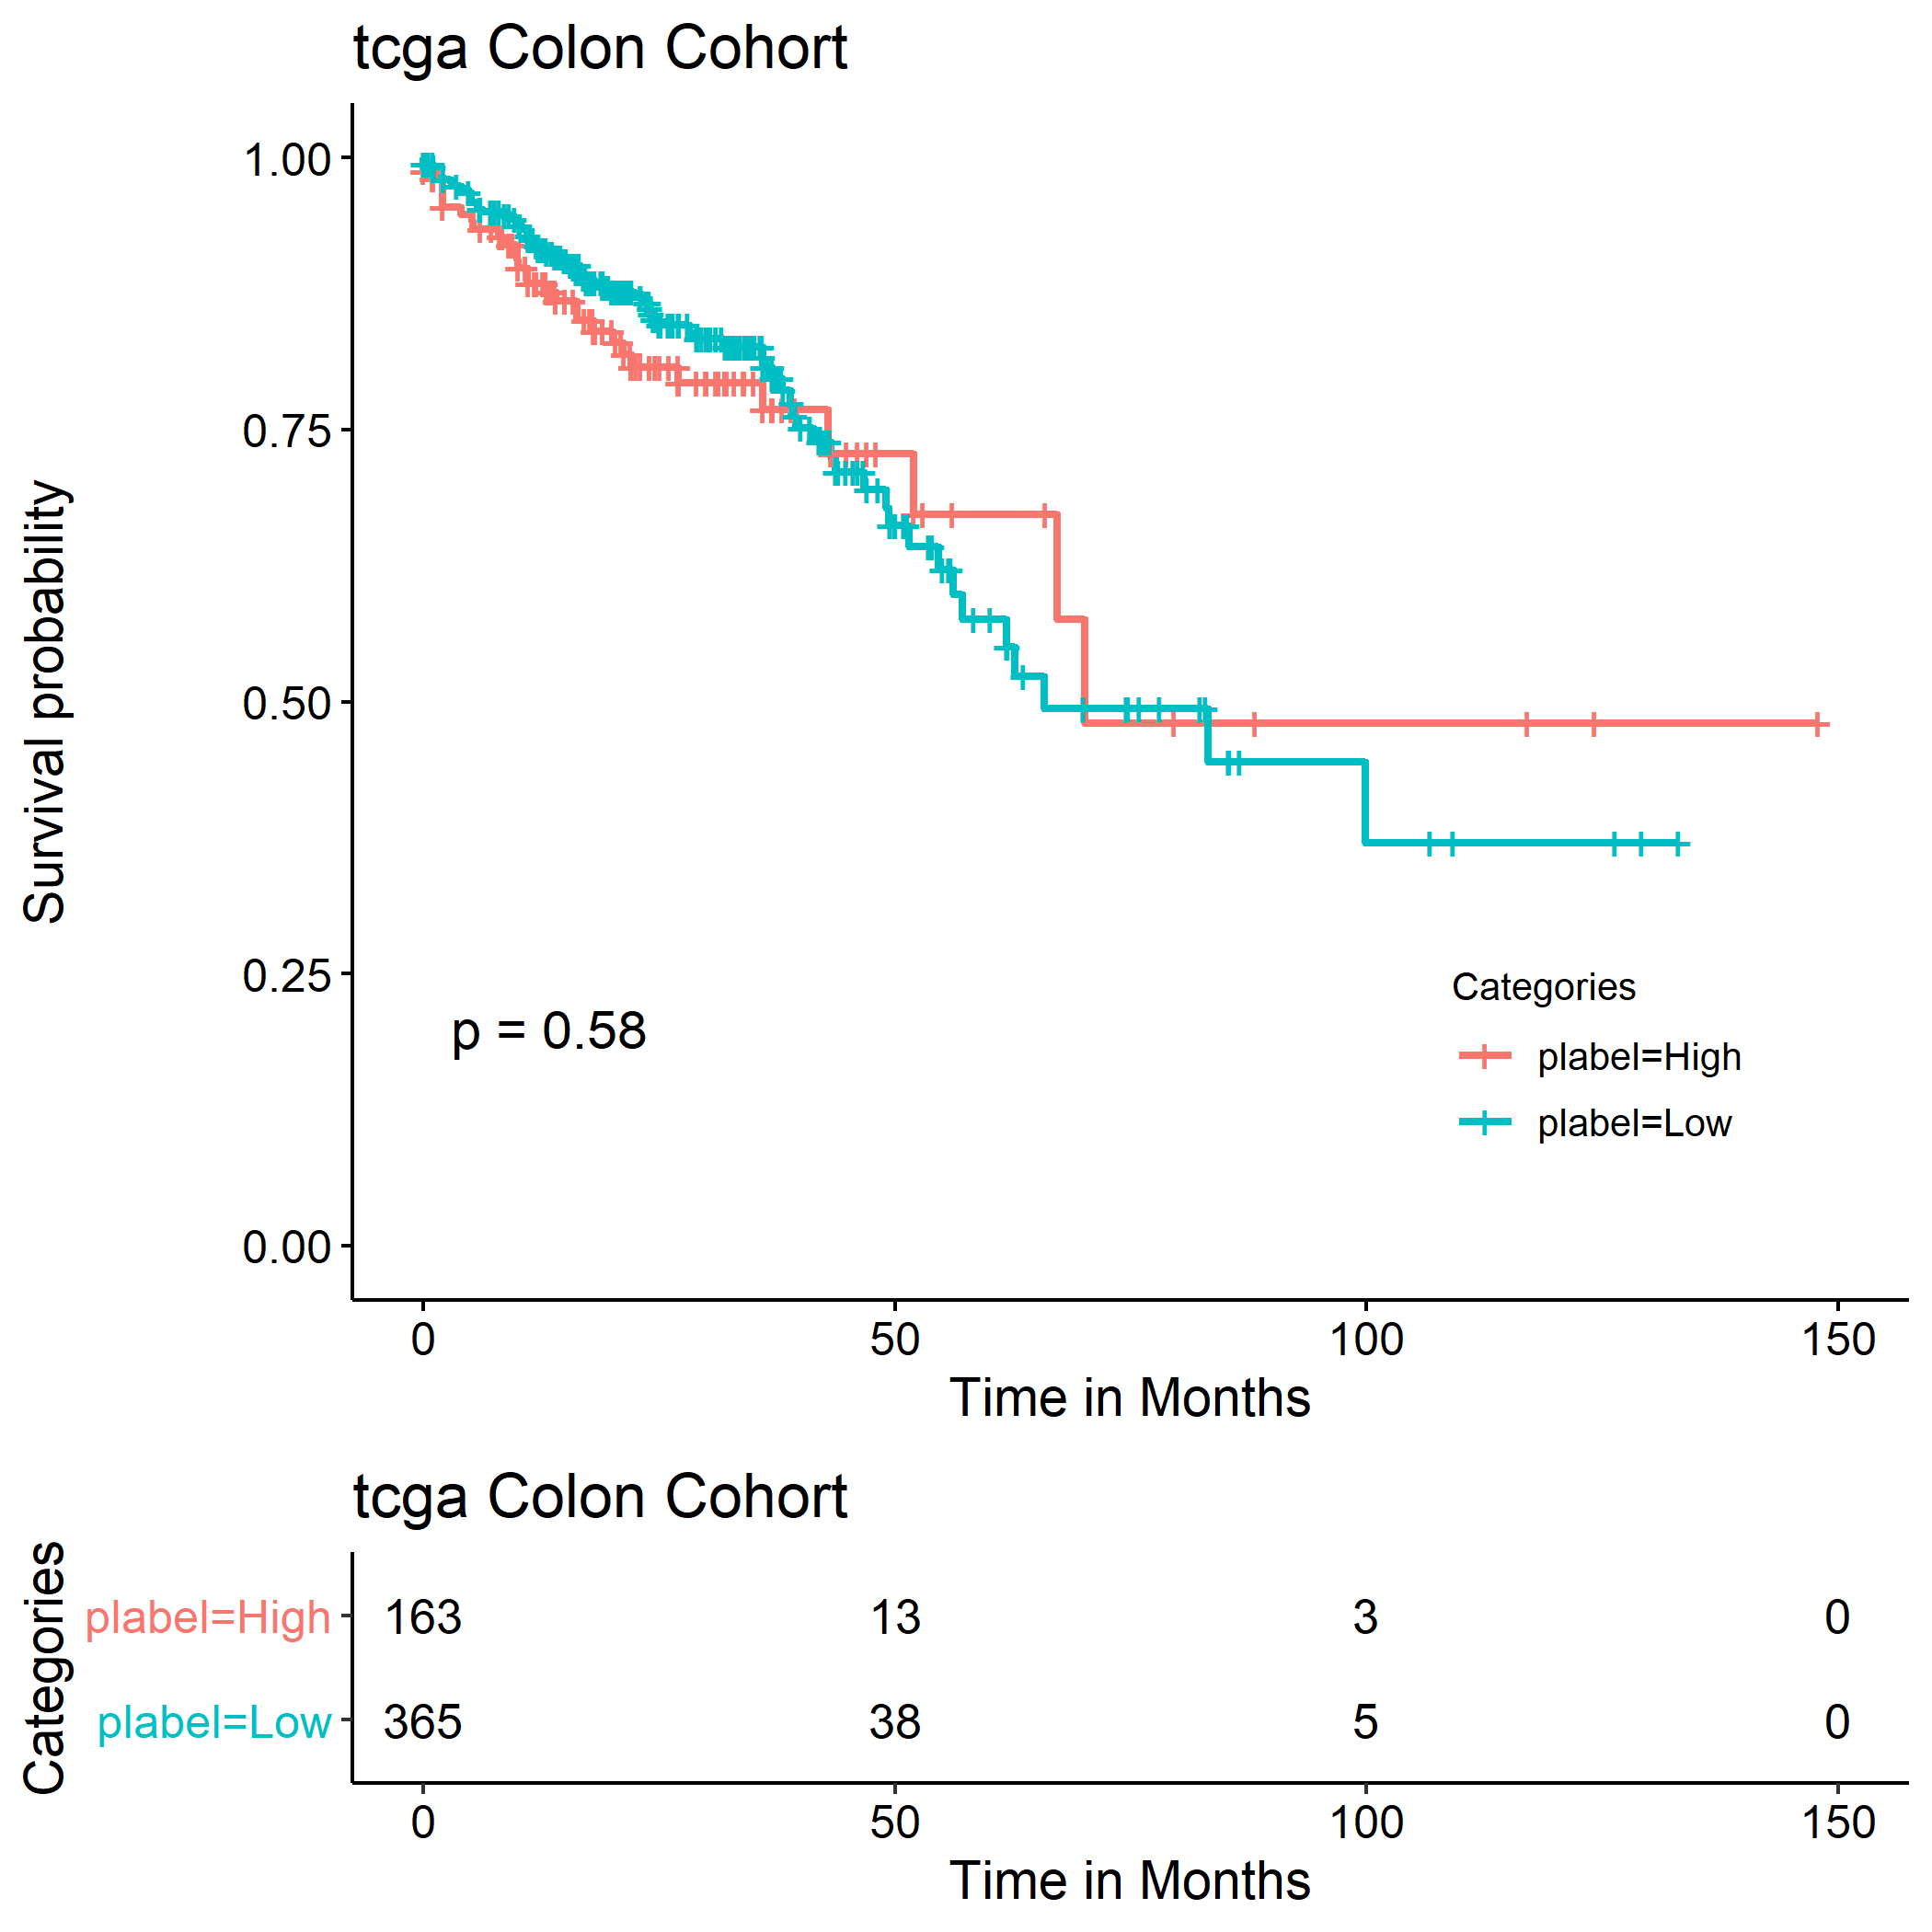 tcga Colon Cohort
Survival probability
1.00
0.75
0.50
0.25
0.00
p = 0.58
Categories
plabel=High
plabel=Low
0 50 100 150
Time in Months
tcga Colon Cohort
Categories
plabel=High 163 13 3 0
plabel=Low 365 38 5 0
0 50 100 150
Time in Months